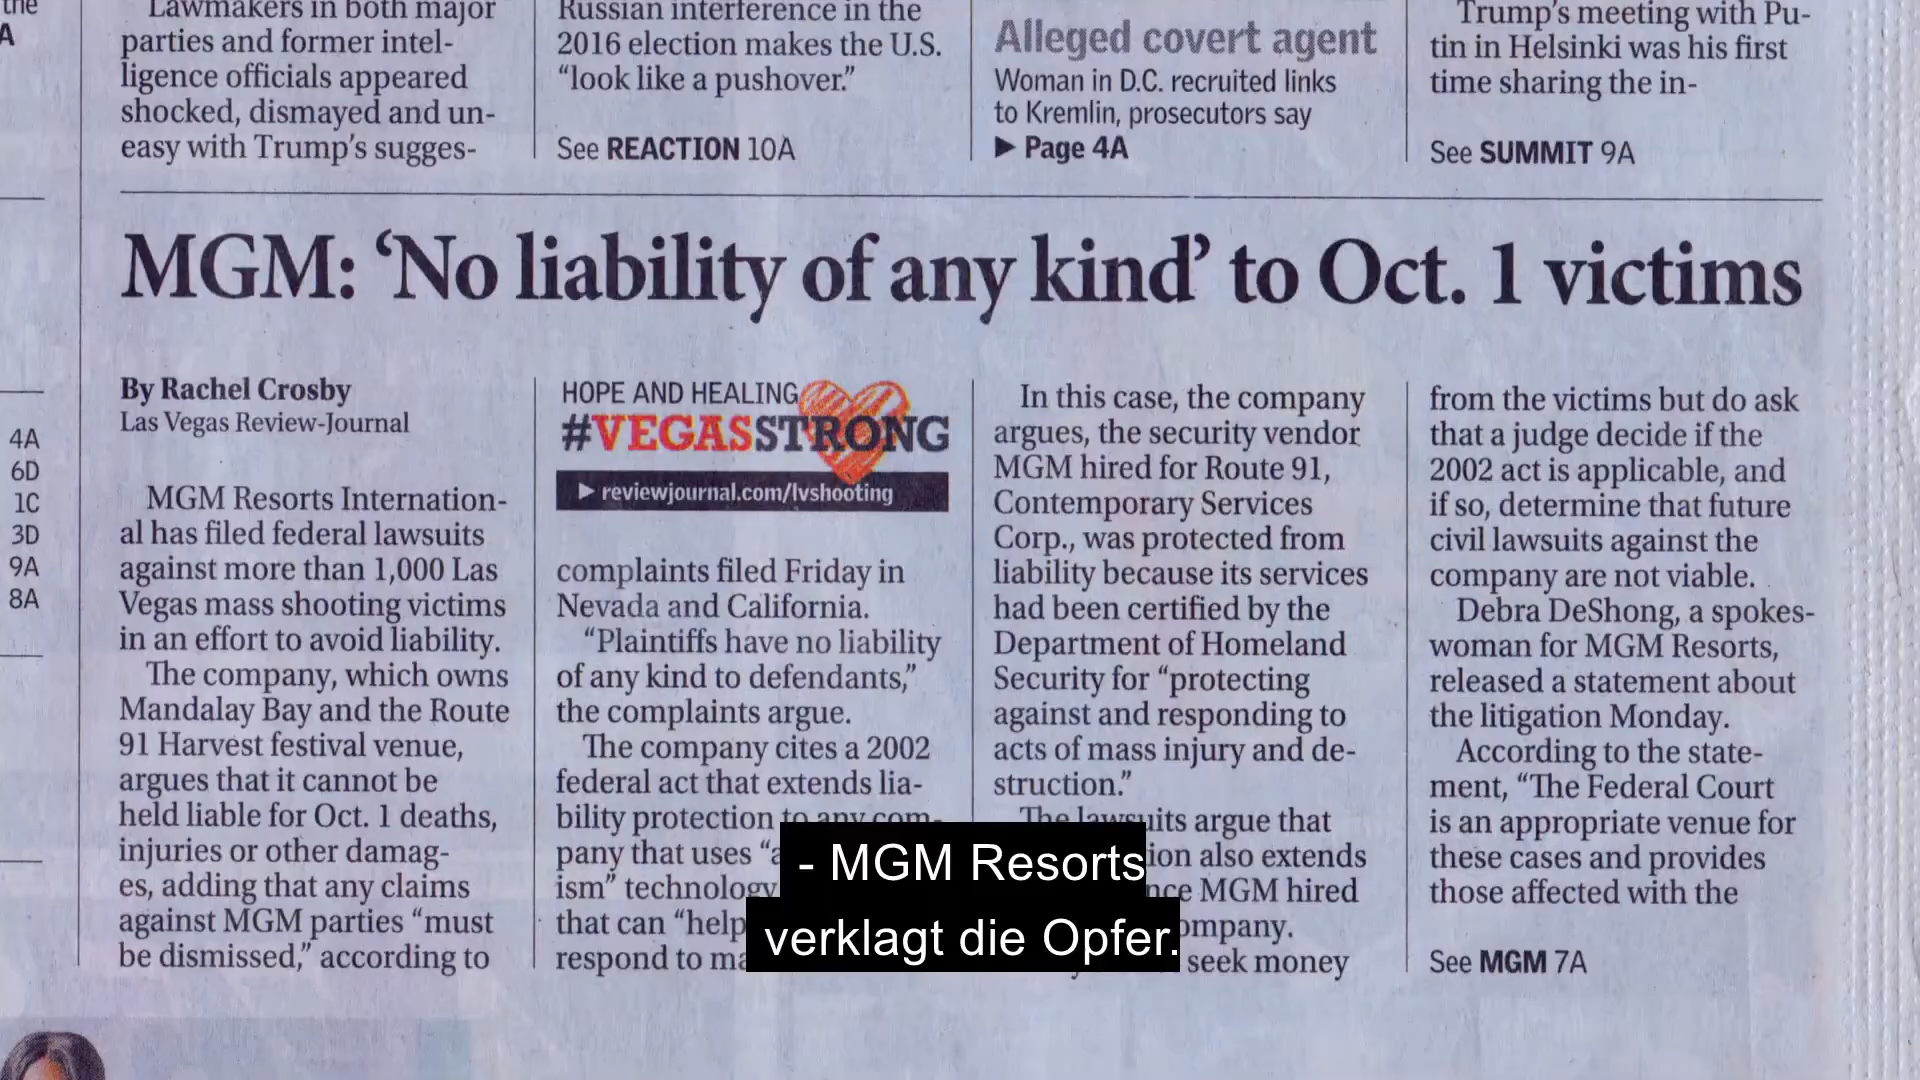 the
A
4A
6D
1C
3D
9A
8A
Lawmakers in both major
parties and former intel-
ligence officials appeared
shocked, dismayed and un-
easy with Trump's sugges-
Russian interference in the
2016 election makes the U.S.
“look like a pushover.”
See REACTION 10A
Alleged covert agent
Woman in D.C. recruited links
to Kremlin, prosecutors say
▶ Page 4A
Trump's meeting with Pu-
tin in Helsinki was his first
time sharing the in-
See SUMMIT 9A
MGM: ‘No liability of any kind’ to Oct. 1 victims
By Rachel Crosby
Las Vegas Review-Journal
MGM Resorts Internation-
al has filed federal lawsuits
against more than 1,000 Las
Vegas mass shooting victims
in an effort to avoid liability.
The company, which owns
Mandalay Bay and the Route
91 Harvest festival venue,
argues that it cannot be
held liable for Oct. 1 deaths,
injuries or other damag-
es, adding that any claims
against MGM parties “must
be dismissed,” according to
HOPE AND HEALING
#VEGASSTRONG
▶ reviewjournal.com/lvshooting
complaints filed Friday in
Nevada and California.
“Plaintiffs have no liability
of any kind to defendants,”
the complaints argue.
The company cites a 2002
federal act that extends lia-
bility protection to any com-
pany that uses
ism” technology
that can “help
respond to
In this case, the company
argues, the security vendor
MGM hired for Route 91,
Contemporary Services
Corp., was protected from
liability because its services
had been certified by the
Department of Homeland
Security for “protecting
against and responding to
acts of mass injury and de-
struction.”
The lawsuits argue that
also extends
MGM hired
seek money
from the victims but do ask
that a judge decide if the
2002 act is applicable, and
if so, determine that future
civil lawsuits against the
company are not viable.
Debra DeShong, a spokes-
woman for MGM Resorts,
released a statement about
the litigation Monday.
According to the state-
ment, “The Federal Court
is an appropriate venue for
these cases and provides
those affected with the
See MGM 7A
- MGM Resorts
verklagt die Opfer.